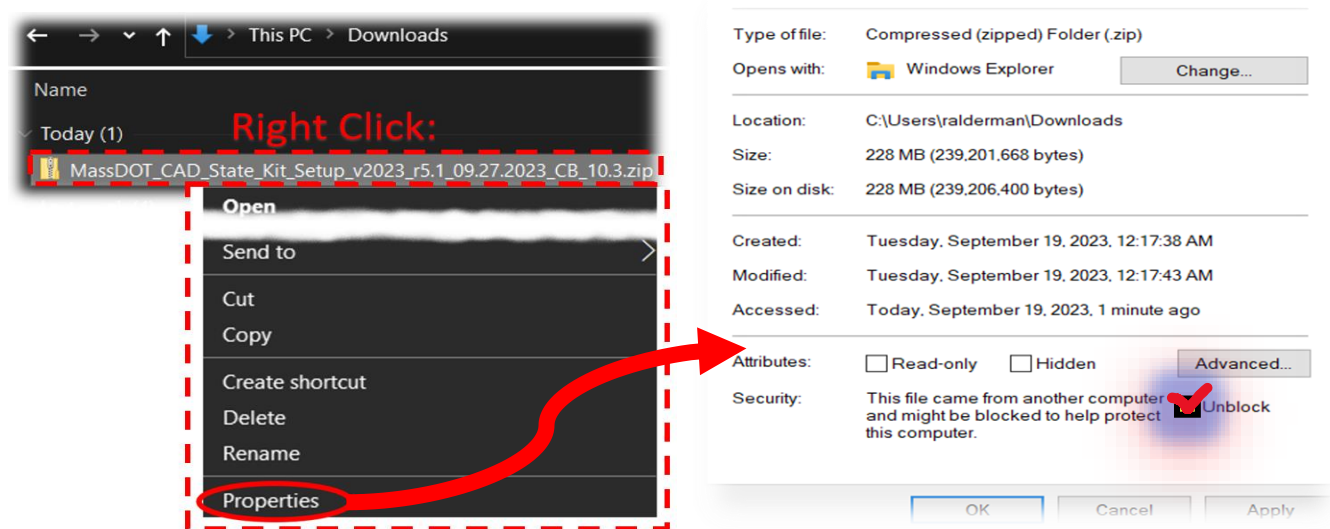 This PC > Downloads
Name
Today (1)
Right Click:
MassDOT_CAD_State_Kit_Setup_v2023_r5.1_09.27.2023_CB_10.3.zip
Open
Send to
Cut
Copy
Create shortcut
Delete
Rename
Properties
Type of file: Compressed (zipped) Folder (.zip)
Opens with: Windows Explorer Change...
Location: C:\Users\ralderman\Downloads
Size: 228 MB (239,201,668 bytes)
Size on disk: 228 MB (239,206,400 bytes)
Created: Tuesday, September 19, 2023, 12:17:38 AM
Modified: Tuesday, September 19, 2023, 12:17:43 AM
Accessed: Today, September 19, 2023, 1 minute ago
Attributes: Read-only Hidden Advanced...
Security: This file came from another computer Unblock
and might be blocked to help protect
this computer.
OK Cancel Apply